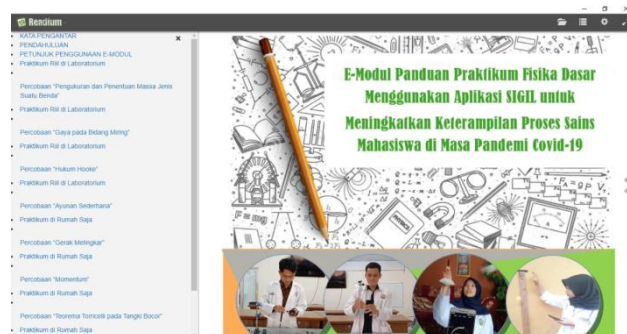 Readium
KATA PENGANTAR
PENDAHULUAN
PETUNJUK PENGGUNAAN E-MODUL
Praktikum Riil di Laboratorium
Percobaan "Pengukuran dan Penentuan Massa Jenis
Suatu Benda"
Praktikum Riil di Laboratorium
Percobaan "Gaya pada Bidang Miring"
Praktikum Riil di Laboratorium
Percobaan "Hukum Hooke"
Praktikum Riil di Laboratorium
Percobaan "Ayunan Sederhana"
Praktikum di Rumah Saja
Percobaan "Gerak Melingkar"
Praktikum di Rumah Saja
Percobaan "Momentum"
Praktikum di Rumah Saja
Percobaan "Teorema Torricelli pada Tangki Bocor"
Praktikum di Rumah Saja
E-Modul Panduan Praktikum Fisika Dasar
Menggunakan Aplikasi SIGIL untuk
Meningkatkan Keterampilan Proses Sains
Mahasiswa di Masa Pandemi Covid-19
F=mg
PHYSICS